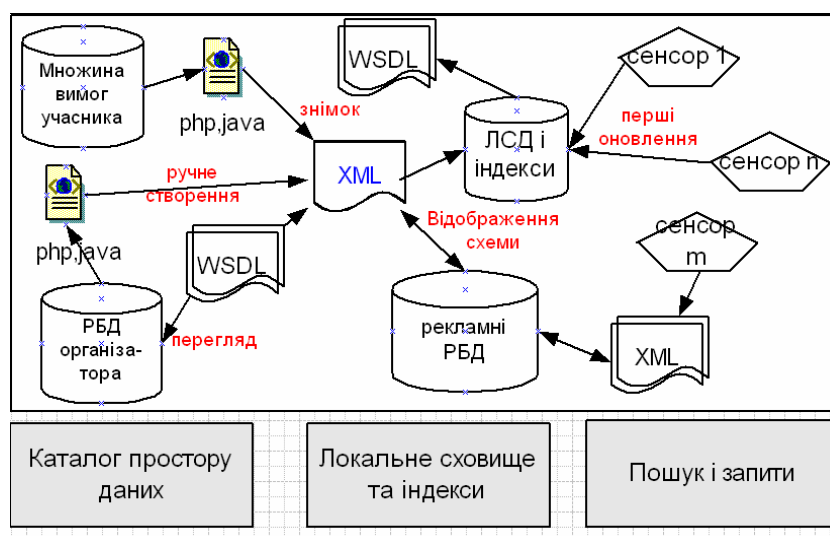 Множина
вимог
учасника
php,java
знімок
WSDL
сенсор 1
ЛСД і
індекси
перші
оновлення
сенсор n
ручне
створення
XML
php,java
WSDL
Відображення
схеми
сенсор
m
РБД
організа-
тора
перегляд
рекламні
РБД
XML
Каталог простору
даних
Локальне сховище
та індекси
Пошук і запити